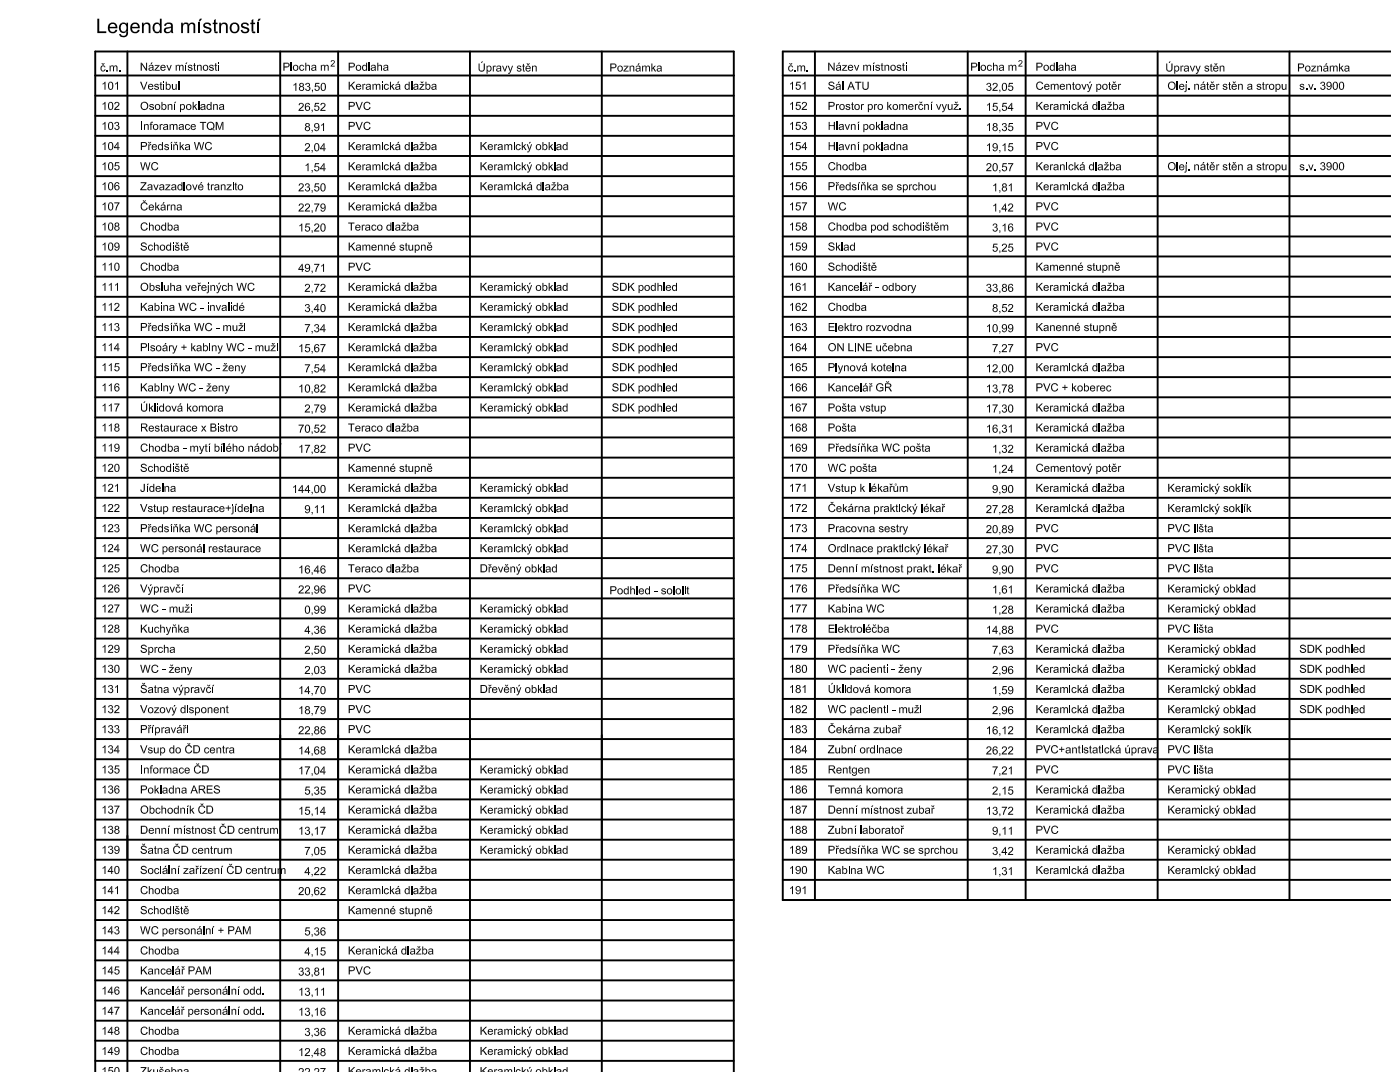 Legenda místností
č.m. Název místnosti Plocha m2 Podlaha Úpravy stěn Poznámka
101 Vestibul 183,50 Keramická dlažba
102 Osobní pokladna 26,52 PVC
103 Inforamace TQM 8,91 PVC
104 Předsíňka WC 2,04 Keramická dlažba Keramický obklad
105 WC 1,54 Keramická dlažba Keramický obklad
106 Zavazadlové tranzito 23,50 Keramická dlažba Keramická dlažba
107 Čekárna 22,79 Keramická dlažba
108 Chodba 15,20 Teraco dlažba
109 Schodiště Kamenné stupně
110 Chodba 49,71 PVC
111 Obsluha veřejných WC 2,72 Keramická dlažba Keramický obklad SDK podhled
112 Kabina WC - invalidé 3,40 Keramická dlažba Keramický obklad SDK podhled
113 Předsíňka WC - muži 7,34 Keramická dlažba Keramický obklad SDK podhled
114 Pisoáry + kabiny WC - muži 15,67 Keramická dlažba Keramický obklad SDK podhled
115 Předsíňka WC - ženy 7,54 Keramická dlažba Keramický obklad SDK podhled
116 Kabiny WC - ženy 10,82 Keramická dlažba Keramický obklad SDK podhled
117 Úklidová komora 2,79 Keramická dlažba Keramický obklad SDK podhled
118 Restaurace x Bistro 70,52 Teraco dlažba
119 Chodba - mytí bílého nádob 17,82 PVC
120 Schodiště Kamenné stupně
121 Jídelna 144,00 Keramická dlažba Keramický obklad
122 Vstup restaurace+jídelna 9,11 Keramická dlažba Keramický obklad
123 Předsíňka WC personál Keramická dlažba Keramický obklad
124 WC personál restaurace Keramická dlažba Keramický obklad
125 Chodba 16,46 Teraco dlažba Dřevěný obklad
126 Výpravčí 22,96 PVC Podhled - sololit
127 WC - muži 0,99 Keramická dlažba Keramický obklad
128 Kuchyňka 4,36 Keramická dlažba Keramický obklad
129 Sprcha 2,50 Keramická dlažba Keramický obklad
130 WC - ženy 2,03 Keramická dlažba Keramický obklad
131 Šatna výpravčí 14,70 PVC Dřevěný obklad
132 Vozový disponent 18,79 PVC
133 Přípraváři 22,86 PVC
134 Vsup do ČD centra 14,68 Keramická dlažba
135 Informace ČD 17,04 Keramická dlažba Keramický obklad
136 Pokladna ARES 5,35 Keramická dlažba Keramický obklad
137 Obchodník ČD 15,14 Keramická dlažba Keramický obklad
138 Denní místnost ČD centrum 13,17 Keramická dlažba Keramický obklad
139 Šatna ČD centrum 7,05 Keramická dlažba Keramický obklad
140 Sociální zařízení ČD centrum 4,22 Keramická dlažba
141 Chodba 20,62 Keramická dlažba
142 Schodiště Kamenné stupně
143 WC personální + PAM 5,36
144 Chodba 4,15 Keranická dlažba
145 Kancelář PAM 33,81 PVC
146 Kancelář personální odd. 13,11
147 Kancelář personální odd. 13,16
148 Chodba 3,36 Keramická dlažba Keramický obklad
149 Chodba 12,48 Keramická dlažba Keramický obklad
150 Zkušebna 22,27 Keramická dlažba Keramický obklad
č.m. Název místnosti Plocha m2 Podlaha Úpravy stěn Poznámka
151 Sál ATU 32,05 Cementový potěr Olej. nátěr stěn a stropu s.v. 3900
152 Prostor pro komerční využ. 15,54 Keramická dlažba
153 Hlavní pokladna 18,35 PVC
154 Hlavní pokladna 19,15 PVC
155 Chodba 20,57 Keranická dlažba Olej. nátěr stěn a stropu s.v. 3900
156 Předsíňka se sprchou 1,81 Keramická dlažba
157 WC 1,42 PVC
158 Chodba pod schodištěm 3,16 PVC
159 Sklad 5,25 PVC
160 Schodiště Kamenné stupně
161 Kancelář - odbory 33,86 Keramická dlažba
162 Chodba 8,52 Keramická dlažba
163 Elektro rozvodna 10,99 Kanenné stupně
164 ON LINE učebna 7,27 PVC
165 Plynová kotelna 12,00 Keramická dlažba
166 Kancelář GŘ 13,78 PVC + koberec
167 Pošta vstup 17,30 Keramická dlažba
168 Pošta 16,31 Keramická dlažba
169 Předsíňka WC pošta 1,32 Keramická dlažba
170 WC pošta 1,24 Cementový potěr
171 Vstup k lékařům 9,90 Keramická dlažba Keramický soklík
172 Čekárna praktický lékař 27,28 Keramická dlažba Keramický soklík
173 Pracovna sestry 20,89 PVC PVC lišta
174 Ordinace praktický lékař 27,30 PVC PVC lišta
175 Denní místnost prakt. lékař 9,90 PVC PVC lišta
176 Předsíňka WC 1,61 Keramická dlažba Keramický obklad
177 Kabina WC 1,28 Keramická dlažba Keramický obklad
178 Elektroléčba 14,88 PVC PVC lišta
179 Předsíňka WC 7,63 Keramická dlažba Keramický obklad SDK podhled
180 WC pacienti - ženy 2,96 Keramická dlažba Keramický obklad SDK podhled
181 Úklidová komora 1,59 Keramická dlažba Keramický obklad SDK podhled
182 WC pacienti - muži 2,96 Keramická dlažba Keramický obklad SDK podhled
183 Čekárna zubař 16,12 Keramická dlažba Keramický soklík
184 Zubní ordinace 26,22 PVC+antistatická úprava PVC lišta
185 Rentgen 7,21 PVC PVC lišta
186 Temná komora 2,15 Keramická dlažba Keramický obklad
187 Denní místnost zubař 13,72 Keramická dlažba Keramický obklad
188 Zubní laboratoř 9,11 PVC
189 Předsíňka WC se sprchou 3,42 Keramická dlažba Keramický obklad
190 Kabina WC 1,31 Keramická dlažba Keramický obklad
191